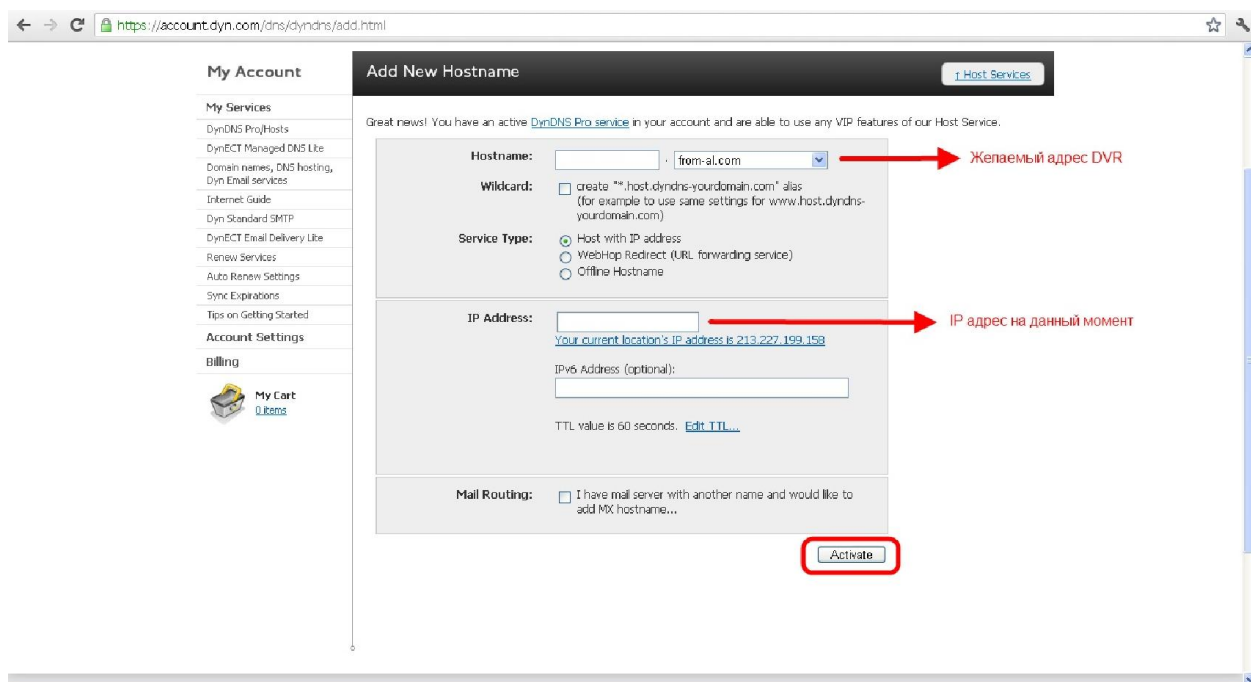 https://account.dyn.com/dns/dyndns/add.html
My Account
My Services
DynDNS Pro/Hosts
DynECT Managed DNS Lite
Domain names, DNS hosting,
Dyn Email services
Internet Guide
Dyn Standard SMTP
DynECT Email Delivery Lite
Renew Services
Auto Renew Settings
Sync Expirations
Tips on Getting Started
Account Settings
Billing
My Cart
0 items
Add New Hostname
↑ Host Services
Great news! You have an active DynDNS Pro service in your account and are able to use any VIP features of our Host Service.
Hostname: . from-al.com
Желаемый адрес DVR
Wildcard: create "*.host.dyndns-yourdomain.com" alias
(for example to use same settings for www.host.dyndns-
yourdomain.com)
Service Type: Host with IP address
WebHop Redirect (URL forwarding service)
Offline Hostname
IP Address:
IP адрес на данный момент
Your current location's IP address is 213.227.199.158
IPv6 Address (optional):
TTL value is 60 seconds. Edit TTL...
Mail Routing: I have mail server with another name and would like to
add MX hostname...
Activate